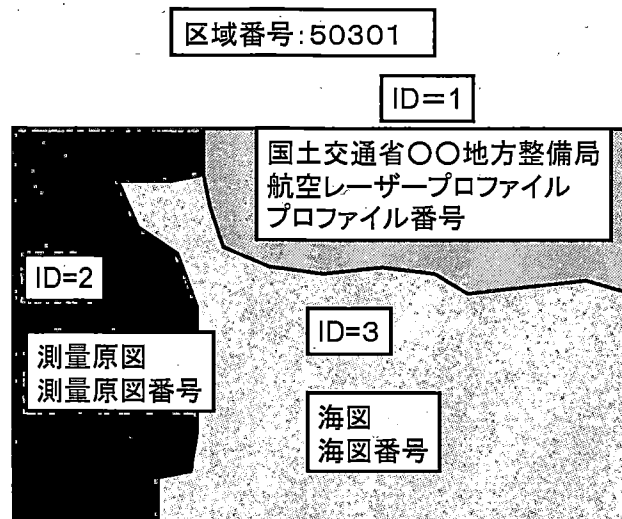 区域番号:50301
ID=1
国土交通省〇〇地方整備局
航空レーザープロファイル
プロファイル番号
ID=2
測量原図
測量原図番号
ID=3
海図
海図番号